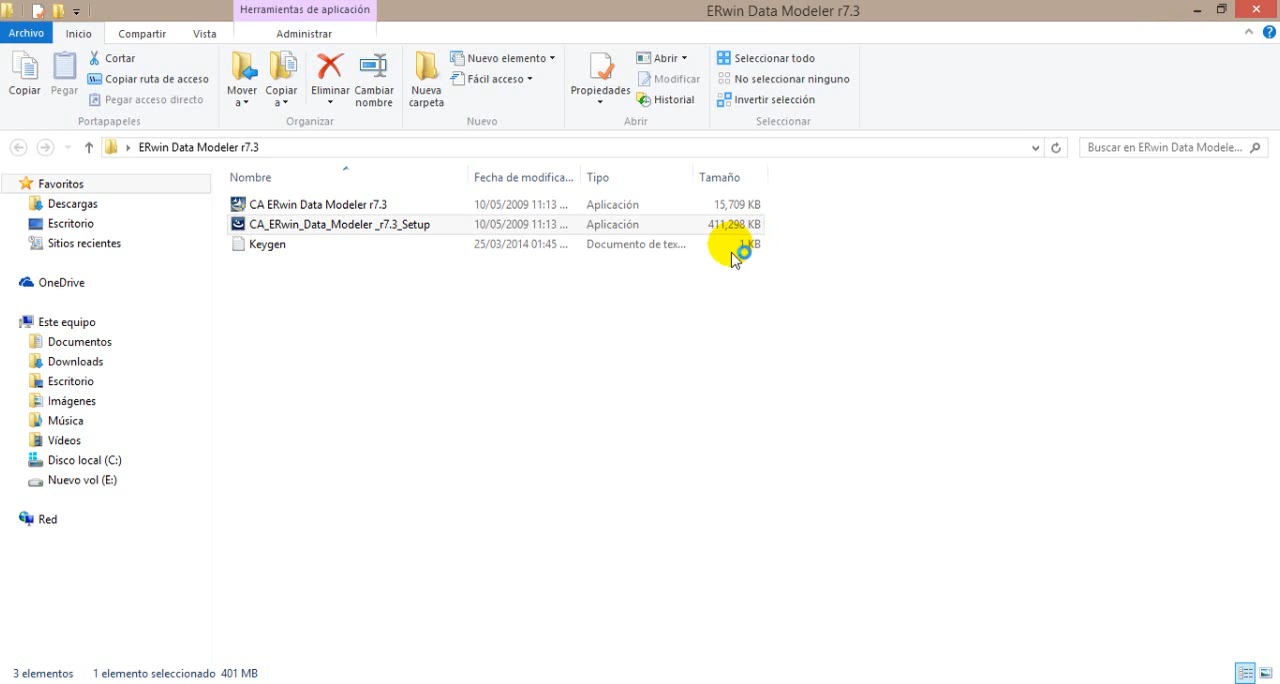 Herramientas de aplicación
ERwin Data Modeler r7.3
Archivo Inicio Compartir Vista Administrar
Copiar
Pegar
Cortar
Copiar ruta de acceso
Pegar acceso directo
Portapapeles
Mover a
Copiar a
Eliminar
Cambiar nombre
Organizar
Nueva carpeta
Nuevo elemento
Fácil acceso
Nuevo
Propiedades
Abrir
Modificar
Historial
Abrir
Seleccionar todo
No seleccionar ninguno
Invertir selección
Seleccionar
ERwin Data Modeler r7.3
Buscar en ERwin Data Modele...
Favoritos
Descargas
Escritorio
Sitios recientes
OneDrive
Este equipo
Documentos
Downloads
Escritorio
Imágenes
Música
Vídeos
Disco local (C:)
Nuevo vol (E:)
Red
Nombre Fecha de modifica... Tipo Tamaño
CA ERwin Data Modeler r7.3 10/05/2009 11:13 ... Aplicación 15,709 KB
CA_ERwin_Data_Modeler _r7.3_Setup 10/05/2009 11:13 ... Aplicación 411,298 KB
Keygen 25/03/2014 01:45 ... Documento de tex... 1 KB
3 elementos 1 elemento seleccionado 401 MB